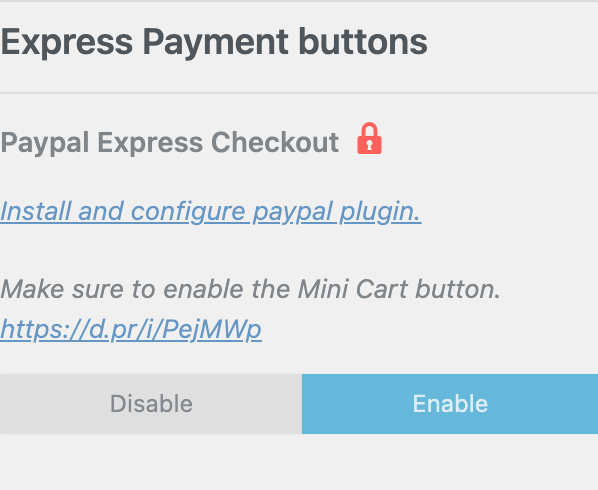 Express Payment buttons
Paypal Express Checkout
Install and configure paypal plugin.
Make sure to enable the Mini Cart button.
https://d.pr/i/PejMWp
Disable Enable